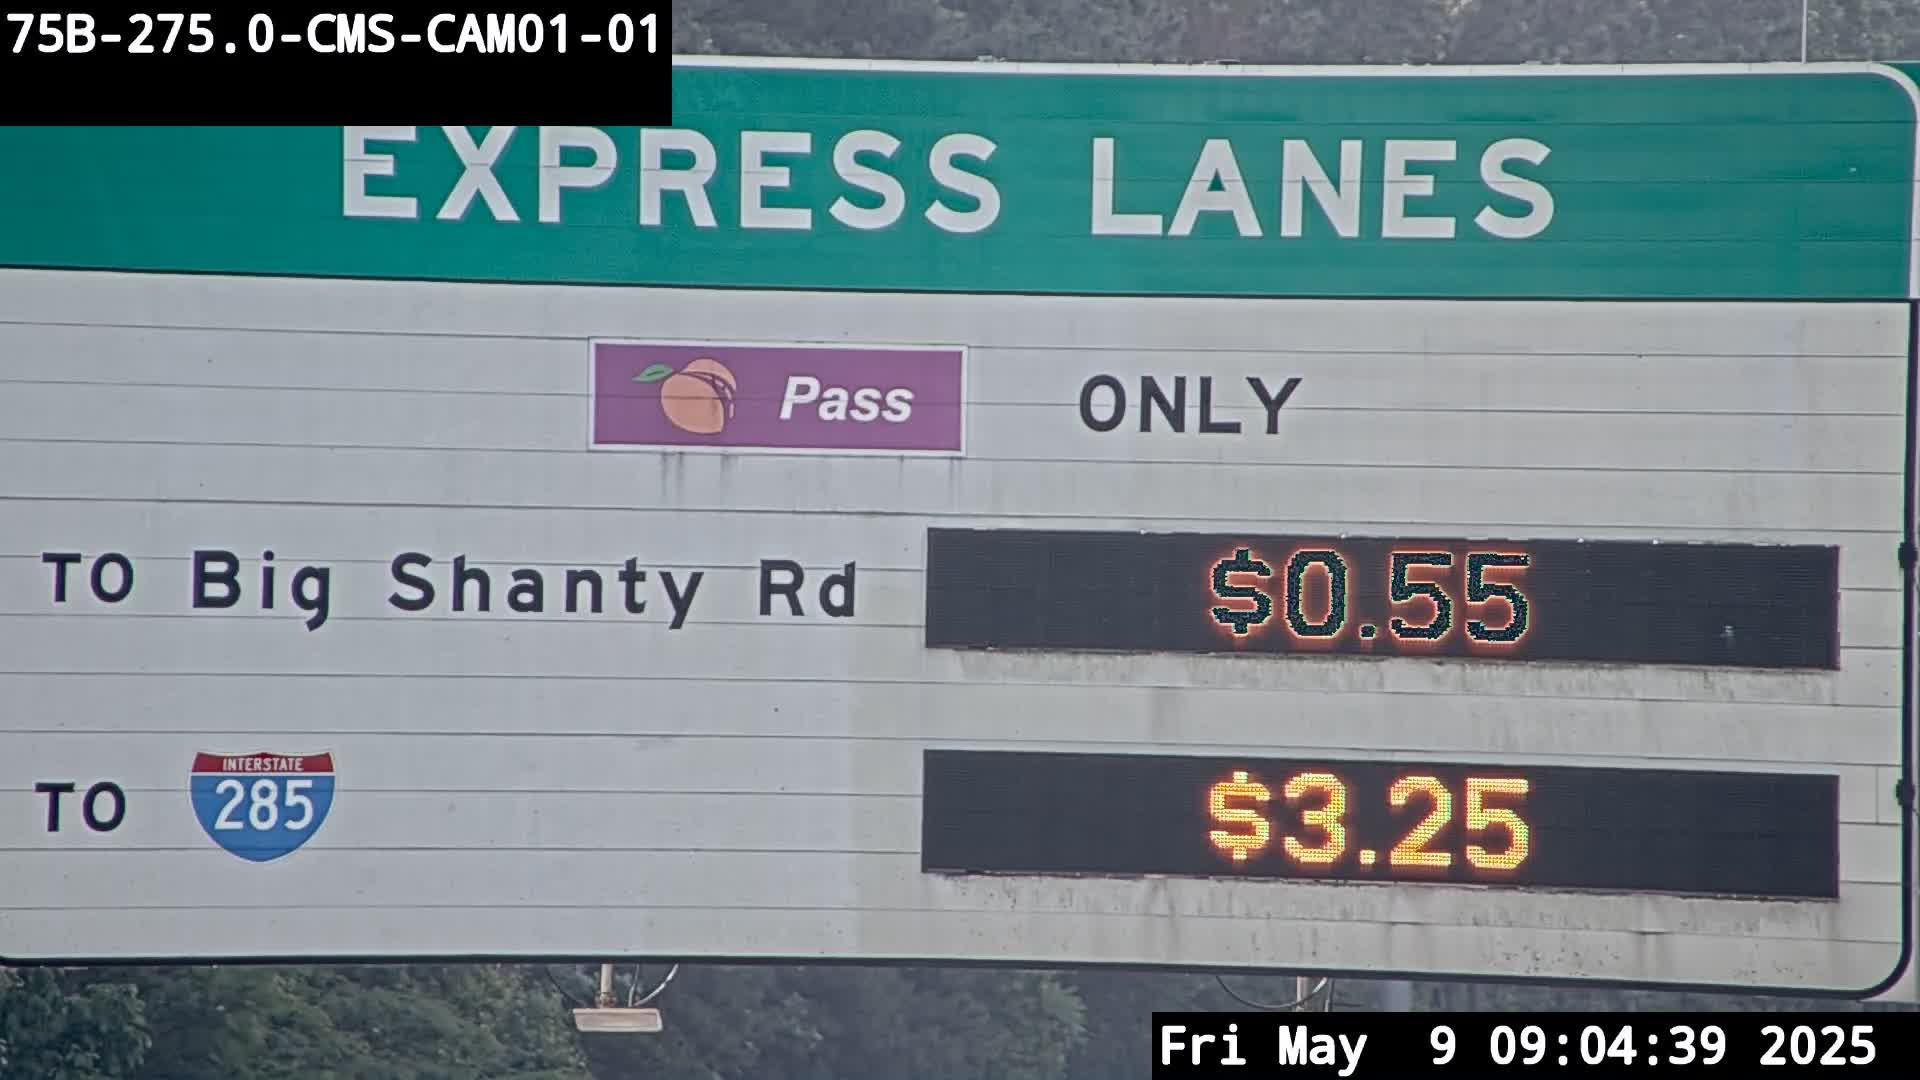 75B-275.0-CMS-CAM01-01
EXPRESS LANES
Pass ONLY
TO Big Shanty Rd $0.55
INTERSTATE
TO 285 $3.25
Fri May 9 09:04:39 2025